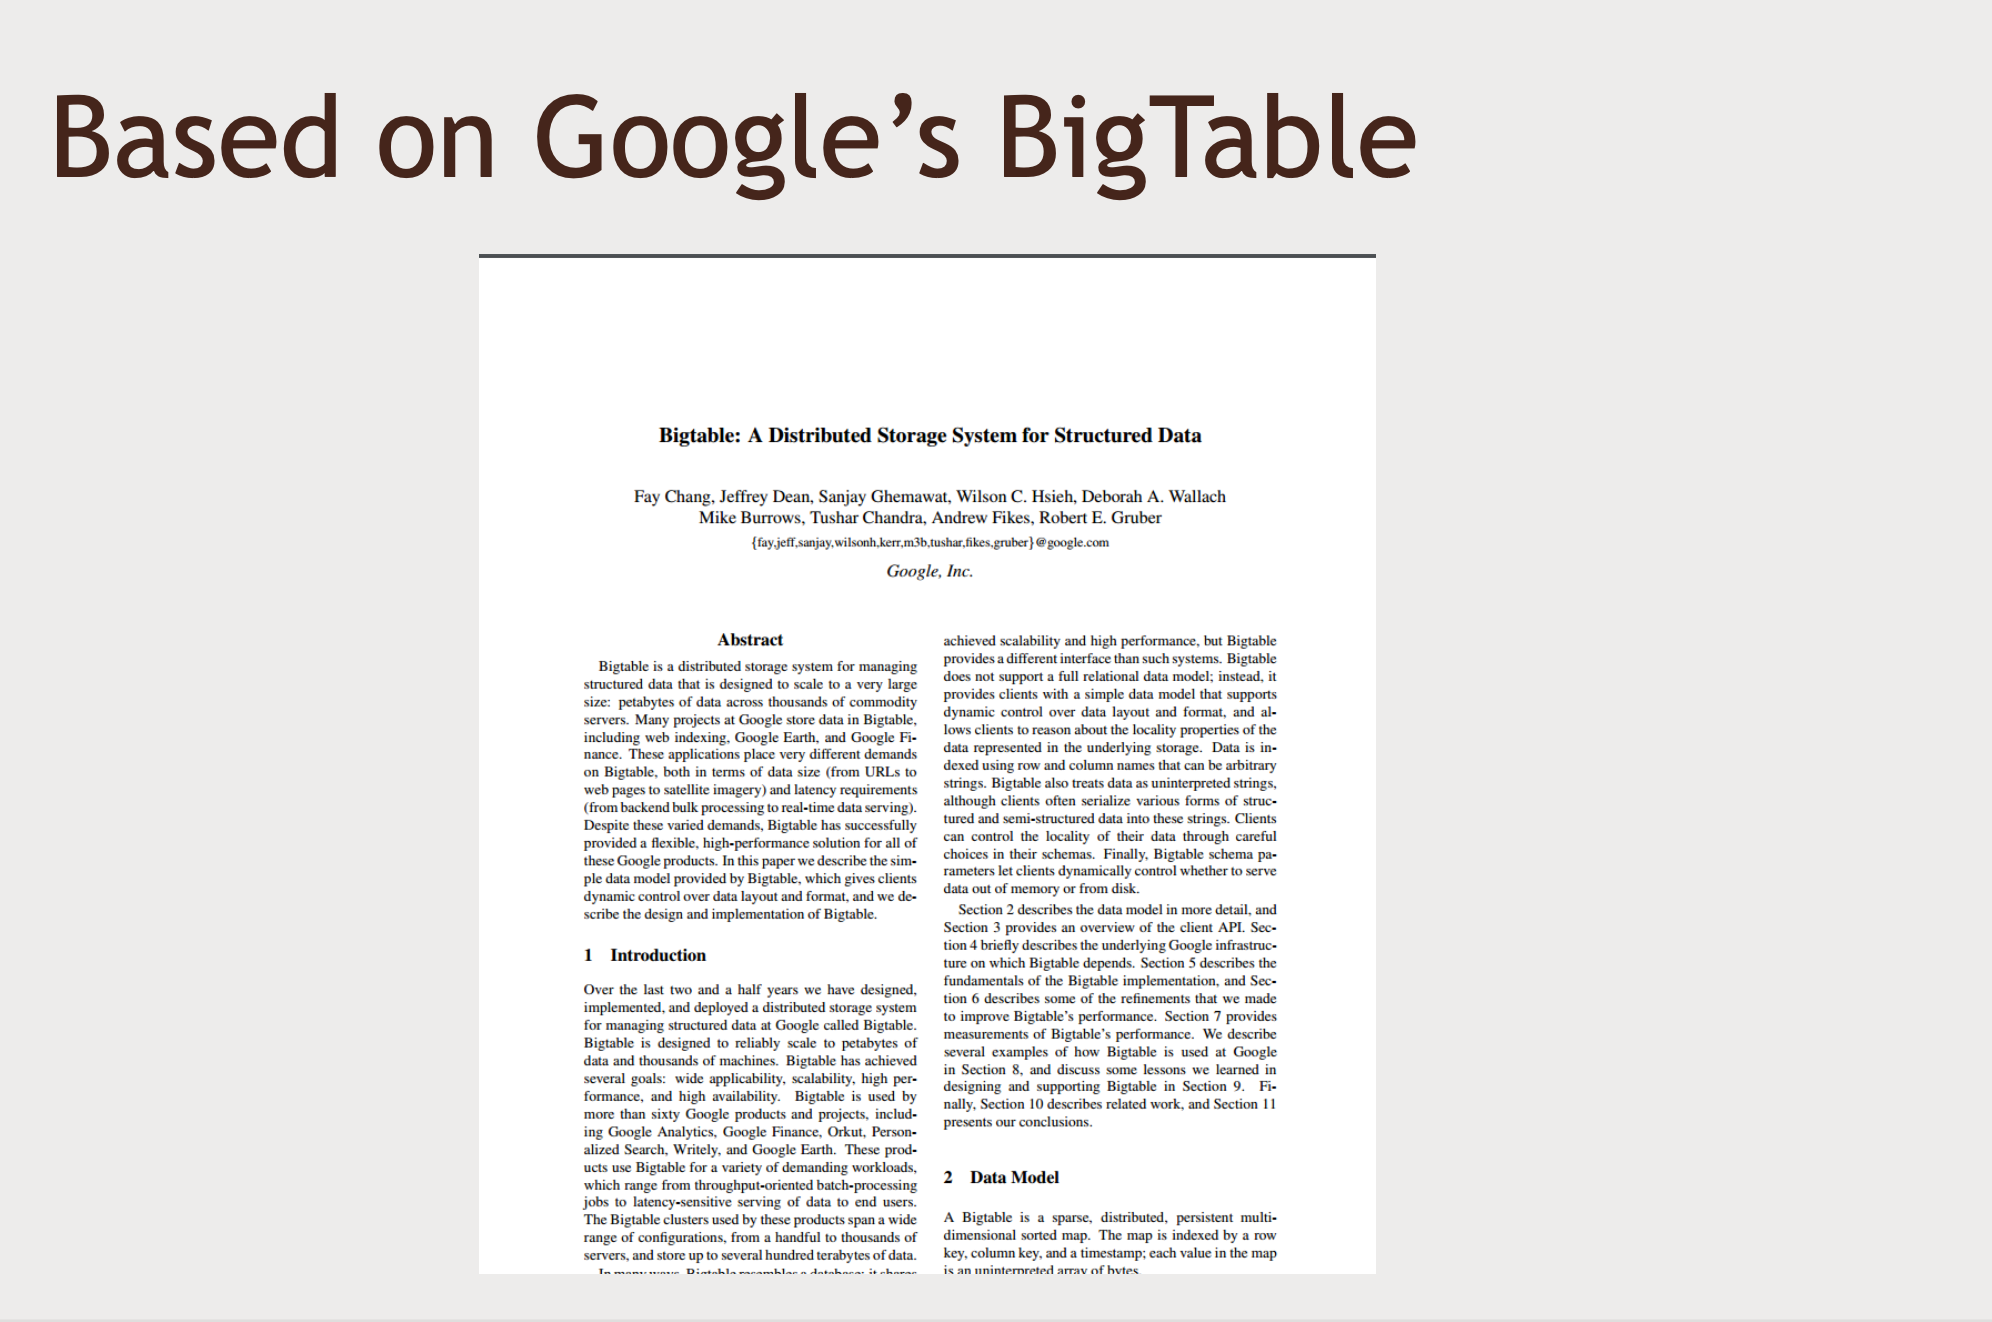 Based on Google’s BigTable
Bigtable: A Distributed Storage System for Structured Data
Fay Chang, Jeffrey Dean, Sanjay Ghemawat, Wilson C. Hsieh, Deborah A. Wallach
Mike Burrows, Tushar Chandra, Andrew Fikes, Robert E. Gruber
{fay,jeff,sanjay,wilsonh,kerr,m3b,tushar,fikes,gruber}@google.com
Google, Inc.
Abstract
Bigtable is a distributed storage system for managing
structured data that is designed to scale to a very large
size: petabytes of data across thousands of commodity
servers. Many projects at Google store data in Bigtable,
including web indexing, Google Earth, and Google Fi-
nance. These applications place very different demands
on Bigtable, both in terms of data size (from URLs to
web pages to satellite imagery) and latency requirements
(from backend bulk processing to real-time data serving).
Despite these varied demands, Bigtable has successfully
provided a flexible, high-performance solution for all of
these Google products. In this paper we describe the sim-
ple data model provided by Bigtable, which gives clients
dynamic control over data layout and format, and we de-
scribe the design and implementation of Bigtable.
1 Introduction
Over the last two and a half years we have designed,
implemented, and deployed a distributed storage system
for managing structured data at Google called Bigtable.
Bigtable is designed to reliably scale to petabytes of
data and thousands of machines. Bigtable has achieved
several goals: wide applicability, scalability, high per-
formance, and high availability. Bigtable is used by
more than sixty Google products and projects, includ-
ing Google Analytics, Google Finance, Orkut, Person-
alized Search, Writely, and Google Earth. These prod-
ucts use Bigtable for a variety of demanding workloads,
which range from throughput-oriented batch-processing
jobs to latency-sensitive serving of data to end users.
The Bigtable clusters used by these products span a wide
range of configurations, from a handful to thousands of
servers, and store up to several hundred terabytes of data.
In many ways, Bigtable resembles a database: it shares
achieved scalability and high performance, but Bigtable
provides a different interface than such systems. Bigtable
does not support a full relational data model; instead, it
provides clients with a simple data model that supports
dynamic control over data layout and format, and al-
lows clients to reason about the locality properties of the
data represented in the underlying storage. Data is in-
dexed using row and column names that can be arbitrary
strings. Bigtable also treats data as uninterpreted strings,
although clients often serialize various forms of struc-
tured and semi-structured data into these strings. Clients
can control the locality of their data through careful
choices in their schemas. Finally, Bigtable schema pa-
rameters let clients dynamically control whether to serve
data out of memory or from disk.
Section 2 describes the data model in more detail, and
Section 3 provides an overview of the client API. Sec-
tion 4 briefly describes the underlying Google infrastruc-
ture on which Bigtable depends. Section 5 describes the
fundamentals of the Bigtable implementation, and Sec-
tion 6 describes some of the refinements that we made
to improve Bigtable’s performance. Section 7 provides
measurements of Bigtable’s performance. We describe
several examples of how Bigtable is used at Google
in Section 8, and discuss some lessons we learned in
designing and supporting Bigtable in Section 9. Fi-
nally, Section 10 describes related work, and Section 11
presents our conclusions.
2 Data Model
A Bigtable is a sparse, distributed, persistent multi-
dimensional sorted map. The map is indexed by a row
key, column key, and a timestamp; each value in the map
is an uninterpreted array of bytes.